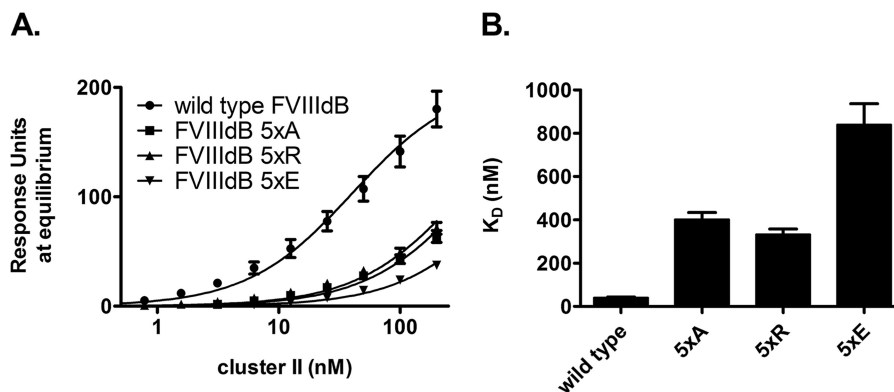 A.
B.
200
100
0
Response Units
at equilibrium
wild type FVIIIdB
FVIIIdB 5xA
FVIIIdB 5xR
FVIIIdB 5xE
1
10
100
cluster II (nM)
1000
800
600
400
200
0
KD (nM)
wild type
5xA
5xR
5xE